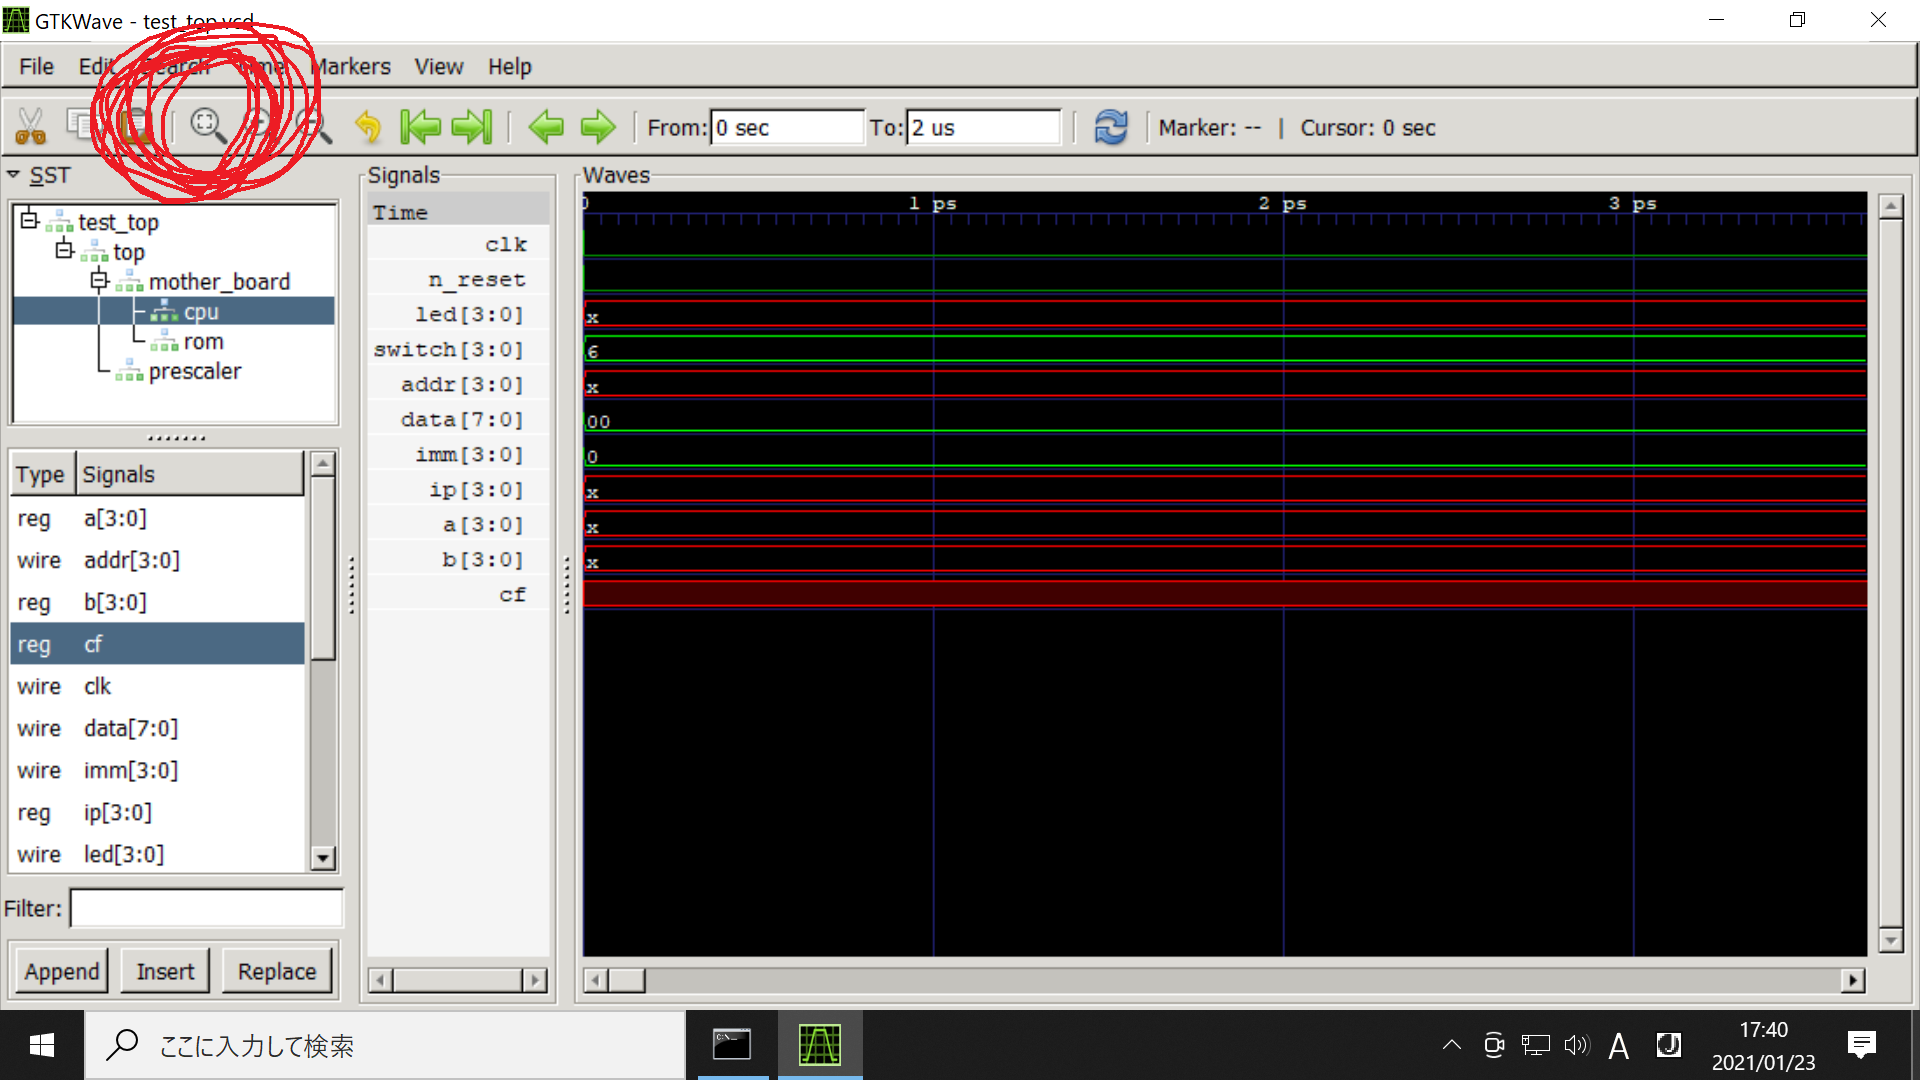 GTKWave - test_top.vcd
File Edit Search Time Markers View Help
From: 0 sec To: 2 us Marker: -- | Cursor: 0 sec
SST
test_top
top
mother_board
cpu
rom
prescaler
Type Signals
reg a[3:0]
wire addr[3:0]
reg b[3:0]
reg cf
wire clk
wire data[7:0]
wire imm[3:0]
reg ip[3:0]
wire led[3:0]
Filter:
Append Insert Replace
Signals
Time
clk
n_reset
led[3:0]
switch[3:0]
addr[3:0]
data[7:0]
imm[3:0]
ip[3:0]
a[3:0]
b[3:0]
cf
Waves
0 1 ps 2 ps 3 ps
x
6
x
00
0
x
x
x
ここに入力して検索
C:\_
A
J
17:40
2021/01/23